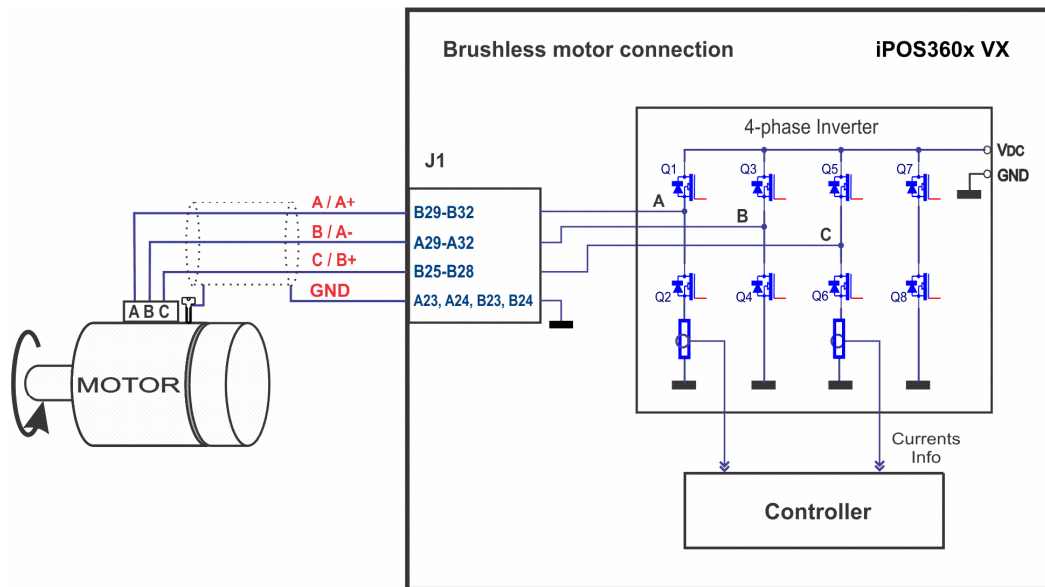 Brushless motor connection
iPOS360x VX
4-phase Inverter
J1
VDC
GND
Q1
Q3
Q5
Q7
A / A+
B29-B32
A
B / A-
A29-A32
B
C / B+
B25-B28
C
GND
A23, A24, B23, B24
Q2
Q4
Q6
Q8
A B C
MOTOR
Currents
Info
Controller